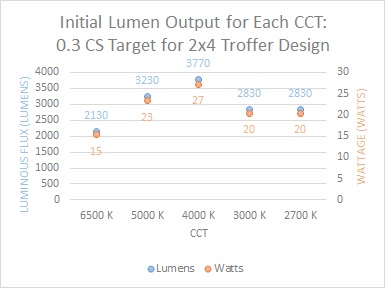 Initial Lumen Output for Each CCT:
0.3 CS Target for 2x4 Troffer Design
LUMINOUS FLUX (LUMENS)
4000
3500
3000
2500
2000
1500
1000
500
0
2130
3230
3770
2830
2830
15
23
27
20
20
30
25
20
15
10
5
0
WATTAGE (WATTS)
6500 K
5000 K
4000 K
3000 K
2700 K
CCT
Lumens
Watts